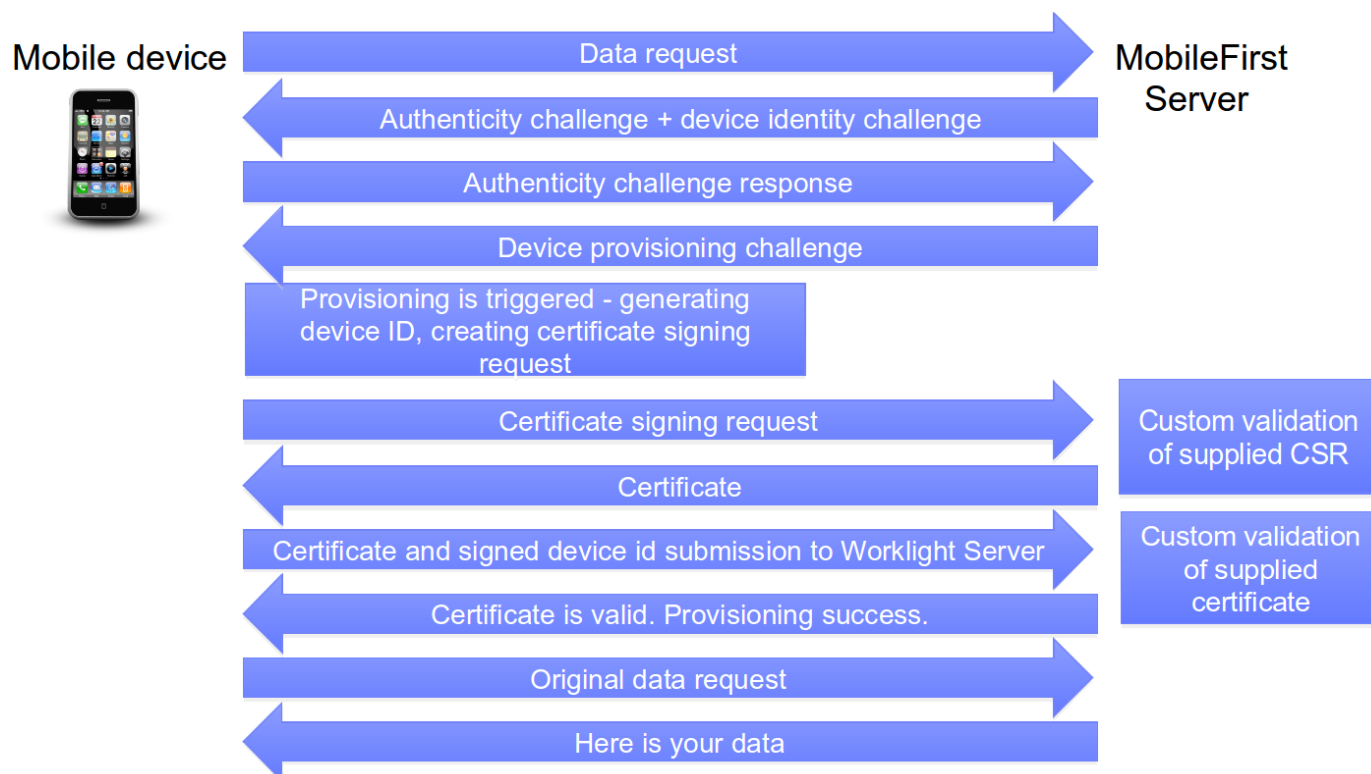 Mobile device
Data request
MobileFirst
Server
Authenticity challenge + device identity challenge
Authenticity challenge response
Device provisioning challenge
Provisioning is triggered - generating
device ID, creating certificate signing
request
Certificate signing request
Custom validation
of supplied CSR
Certificate
Certificate and signed device id submission to Worklight Server
Custom validation
of supplied
certificate
Certificate is valid. Provisioning success.
Original data request
Here is your data